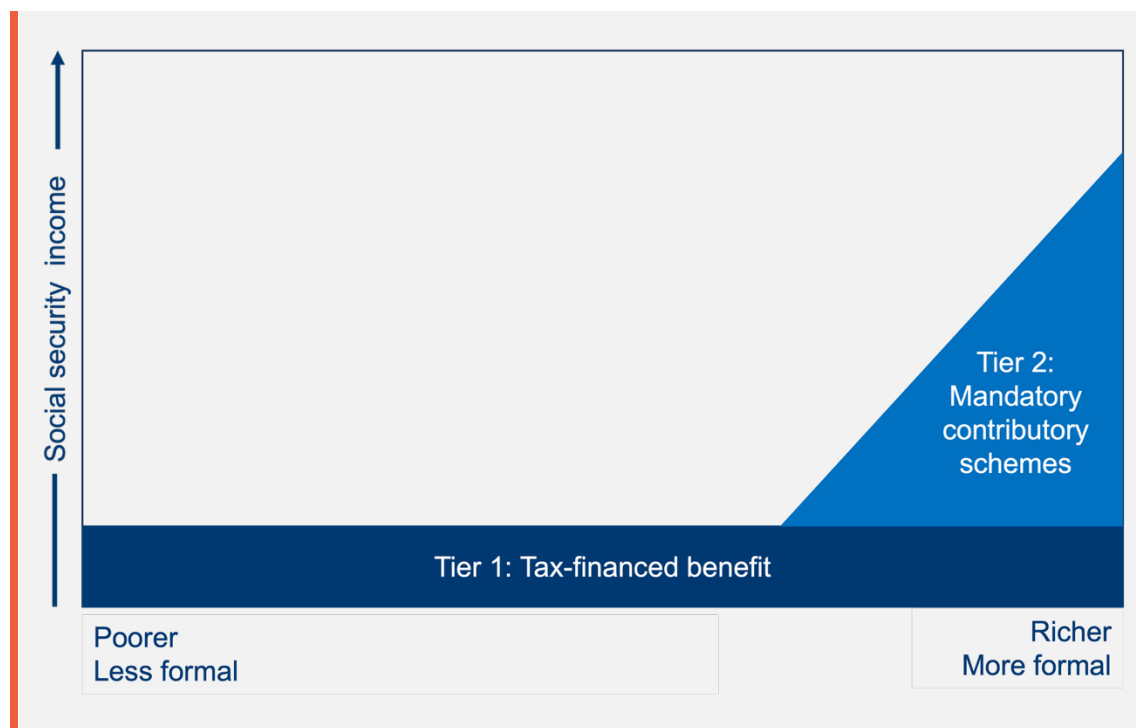 Social security income
Tier 2:
Mandatory
contributory
schemes
Tier 1: Tax-financed benefit
Poorer
Less formal
Richer
More formal